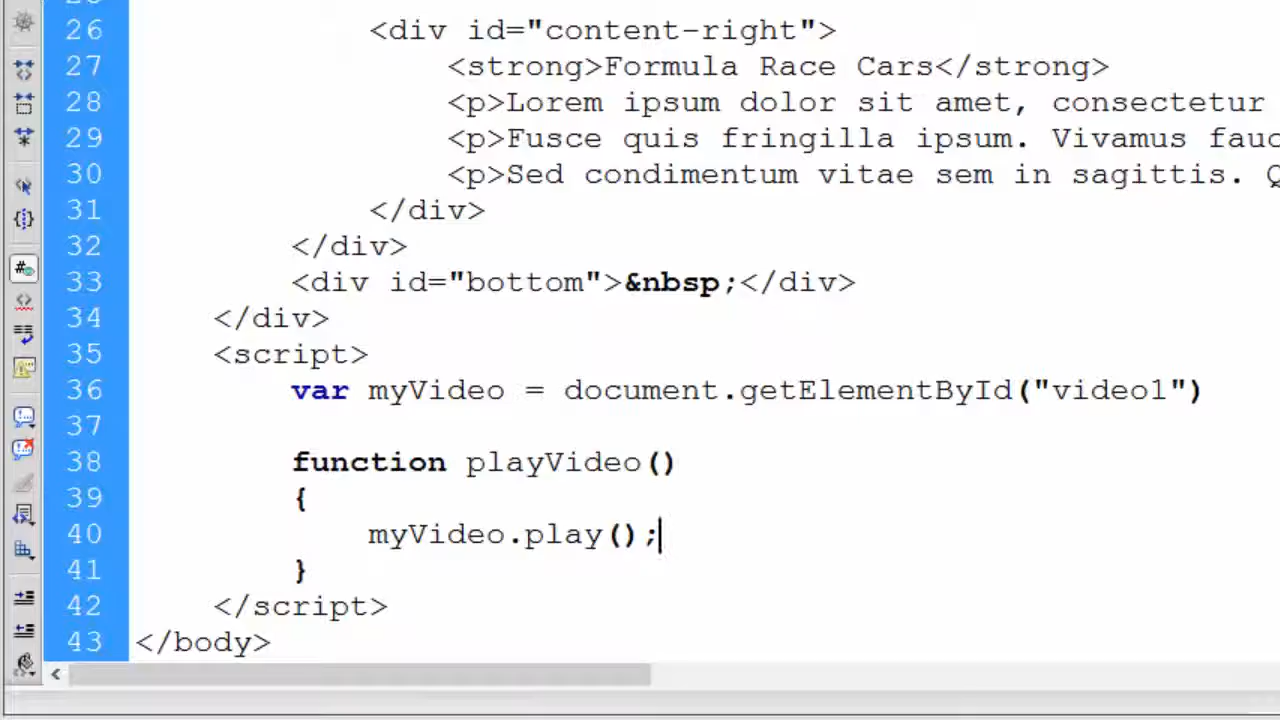 26 <div id="content-right">
27 <strong>Formula Race Cars</strong>
28 <p>Lorem ipsum dolor sit amet, consectetur
29 <p>Fusce quis fringilla ipsum. Vivamus fauc
30 <p>Sed condimentum vitae sem in sagittis. Q
31 </div>
32 </div>
33 <div id="bottom">&nbsp;</div>
34 </div>
35 <script>
36 var myVideo = document.getElementById("video1")
37
38 function playVideo()
39 {
40 myVideo.play();
41 }
42 </script>
43 </body>